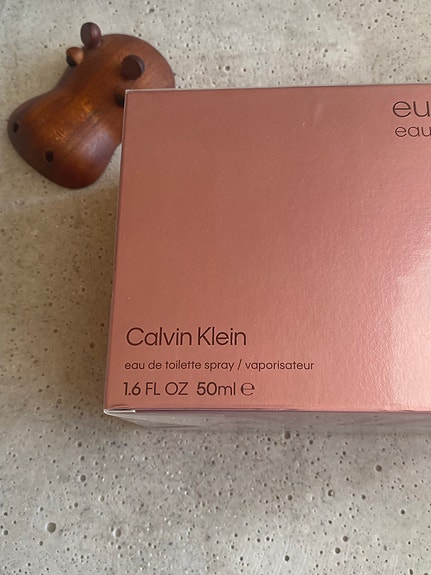 eu
eau
Calvin Klein
eau de toilette spray / vaporisateur
1.6 FL OZ 50ml ℮